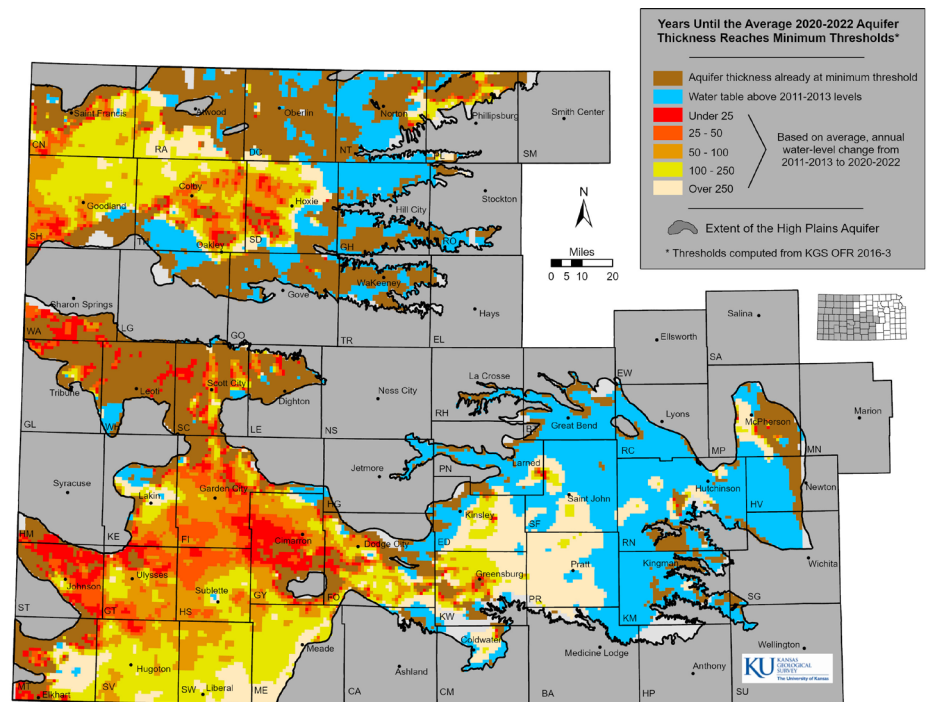 Years Until the Average 2020-2022 Aquifer
Thickness Reaches Minimum Thresholds*
Aquifer thickness already at minimum threshold
Water table above 2011-2013 levels
Under 25
25 - 50
50 - 100
100 - 250
Over 250
Based on average, annual
water-level change from
2011-2013 to 2020-2022
Extent of the High Plains Aquifer
* Thresholds computed from KGS OFR 2016-3
N
Miles
0 5 10 20
Saint Francis
Atwood
Oberlin
Norton
Phillipsburg
Smith Center
CN
RA
DC
NT
PL
SM
Goodland
Colby
Hoxie
Hill City
Stockton
SH
TH
Oakley
SD
GH
RO
Sharon Springs
Gove
WaKeeney
Hays
WA
LG
GO
TR
EL
Tribune
Leoti
Scott City
Dighton
Ness City
La Crosse
Great Bend
Ellsworth
Salina
EW
SA
Lyons
McPherson
Marion
GL
WH
SC
LE
NS
RH
BT
RC
MP
MN
Syracuse
Lakin
Garden City
Jetmore
PN
Larned
Saint John
Hutchinson
Newton
HM
KE
FI
HG
Cimarron
Dodge City
Kinsley
ED
SF
RN
HV
Johnson
Ulysses
Sublette
Greensburg
Pratt
Kingman
Wichita
ST
GT
HS
GY
FO
KW
PR
KM
SG
Hugoton
Liberal
Meade
Ashland
Coldwater
Medicine Lodge
Anthony
Wellington
MT
Elkhart
SV
SW
ME
CA
CM
BA
HP
SU
KU
KANSAS
GEOLOGICAL
SURVEY
The University of Kansas